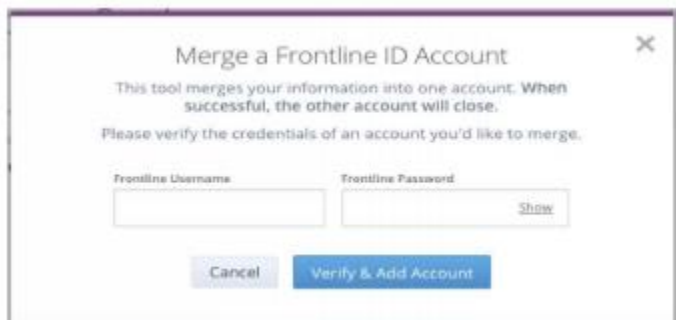 Merge a Frontline ID Account
This tool merges your information into one account. When
successful, the other account will close.
Please verify the credentials of an account you'd like to merge.
Frontline Username
Frontline Password
Show
Cancel
Verify & Add Account